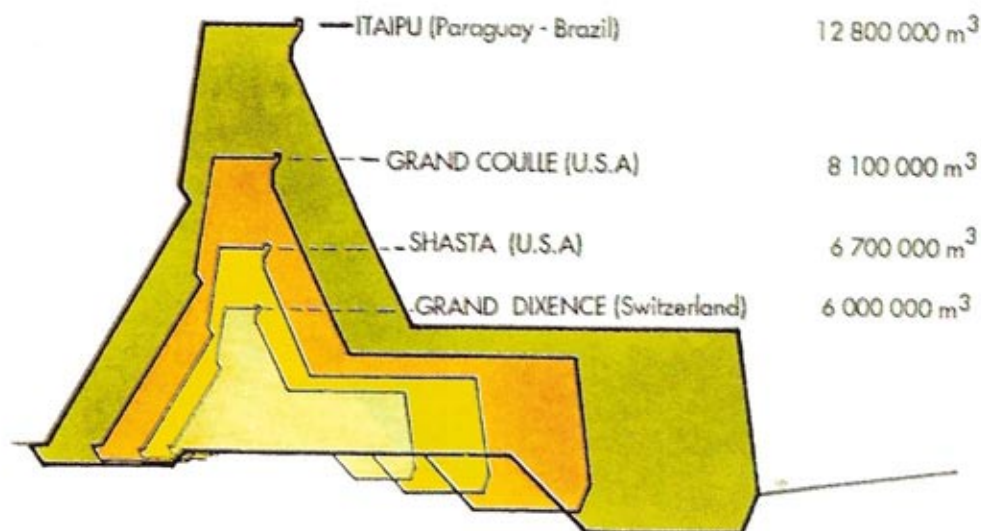 ITAIPU (Paraguay - Brazil) 12 800 000 m³
GRAND COULLE (U.S.A) 8 100 000 m³
SHASTA (U.S.A) 6 700 000 m³
GRAND DIXENCE (Switzerland) 6 000 000 m³